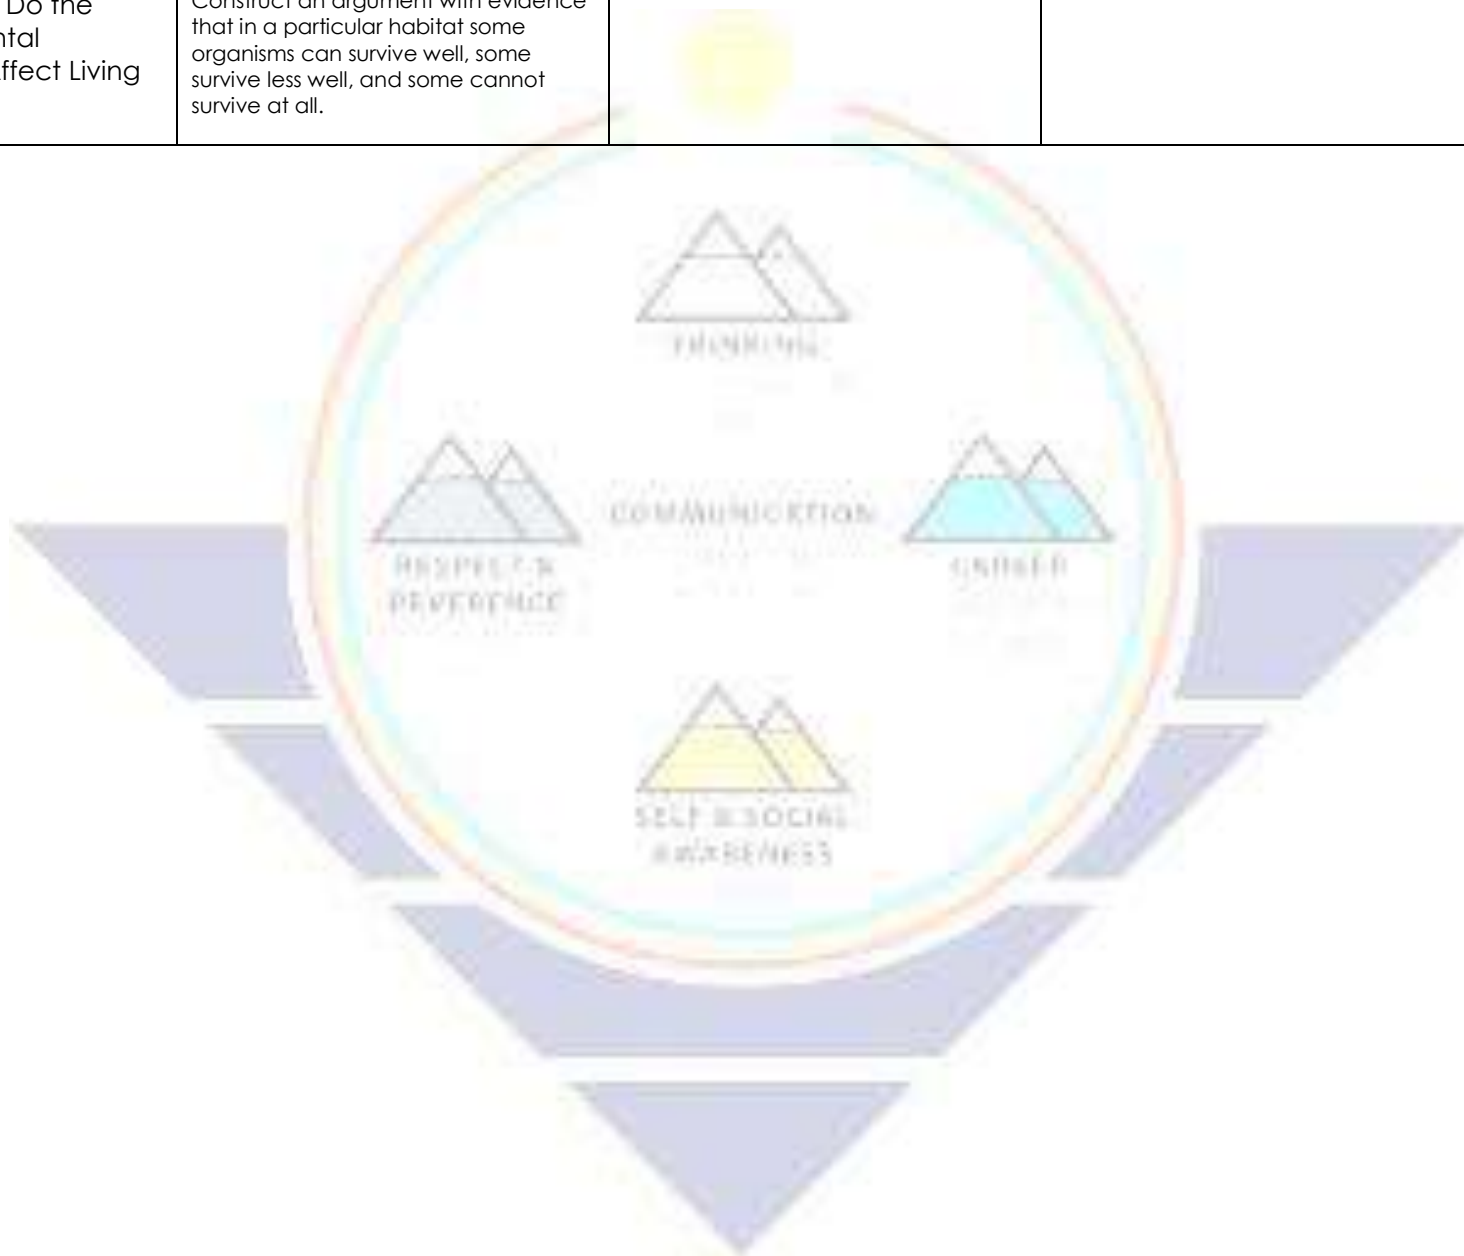 Do the
ntal
ffect Living
Construct an argument with evidence
that in a particular habitat some
organisms can survive well, some
survive less well, and some cannot
survive at all.
THINKING
COMMUNICATION
RESPECT &
REVERENCE
SELF & SOCIAL
AWARENESS